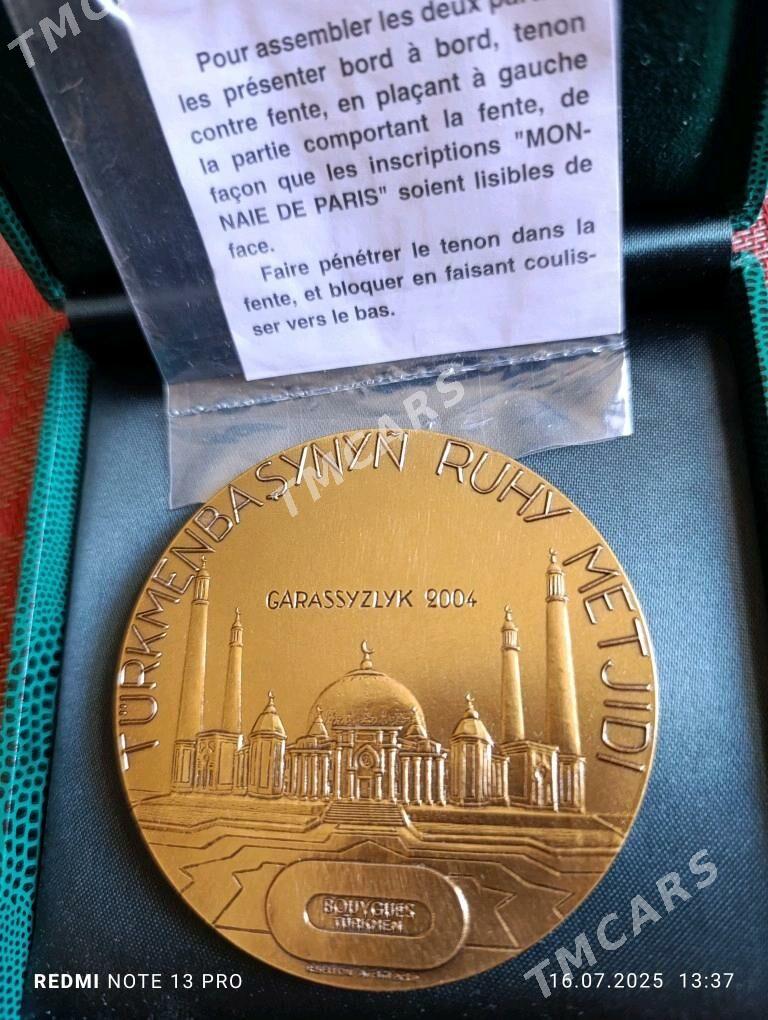 TMCARS
Pour assembler les deux
les présenter bord à bord, tenon
contre fente, en plaçant à gauche
la partie comportant la fente, de
façon que les inscriptions "MON-
NAIE DE PARIS" soient lisibles de
face.
Faire pénétrer le tenon dans la
fente, et bloquer en faisant coulis-
ser vers le bas.
TMCARS
TÜRKMENBAŞYNYŇ RUHY METJIDI
GARASSYZLYK 2004
BOUYGUES
TURKMEN
TMCARS
REDMI NOTE 13 PRO
16.07.2025 13:37